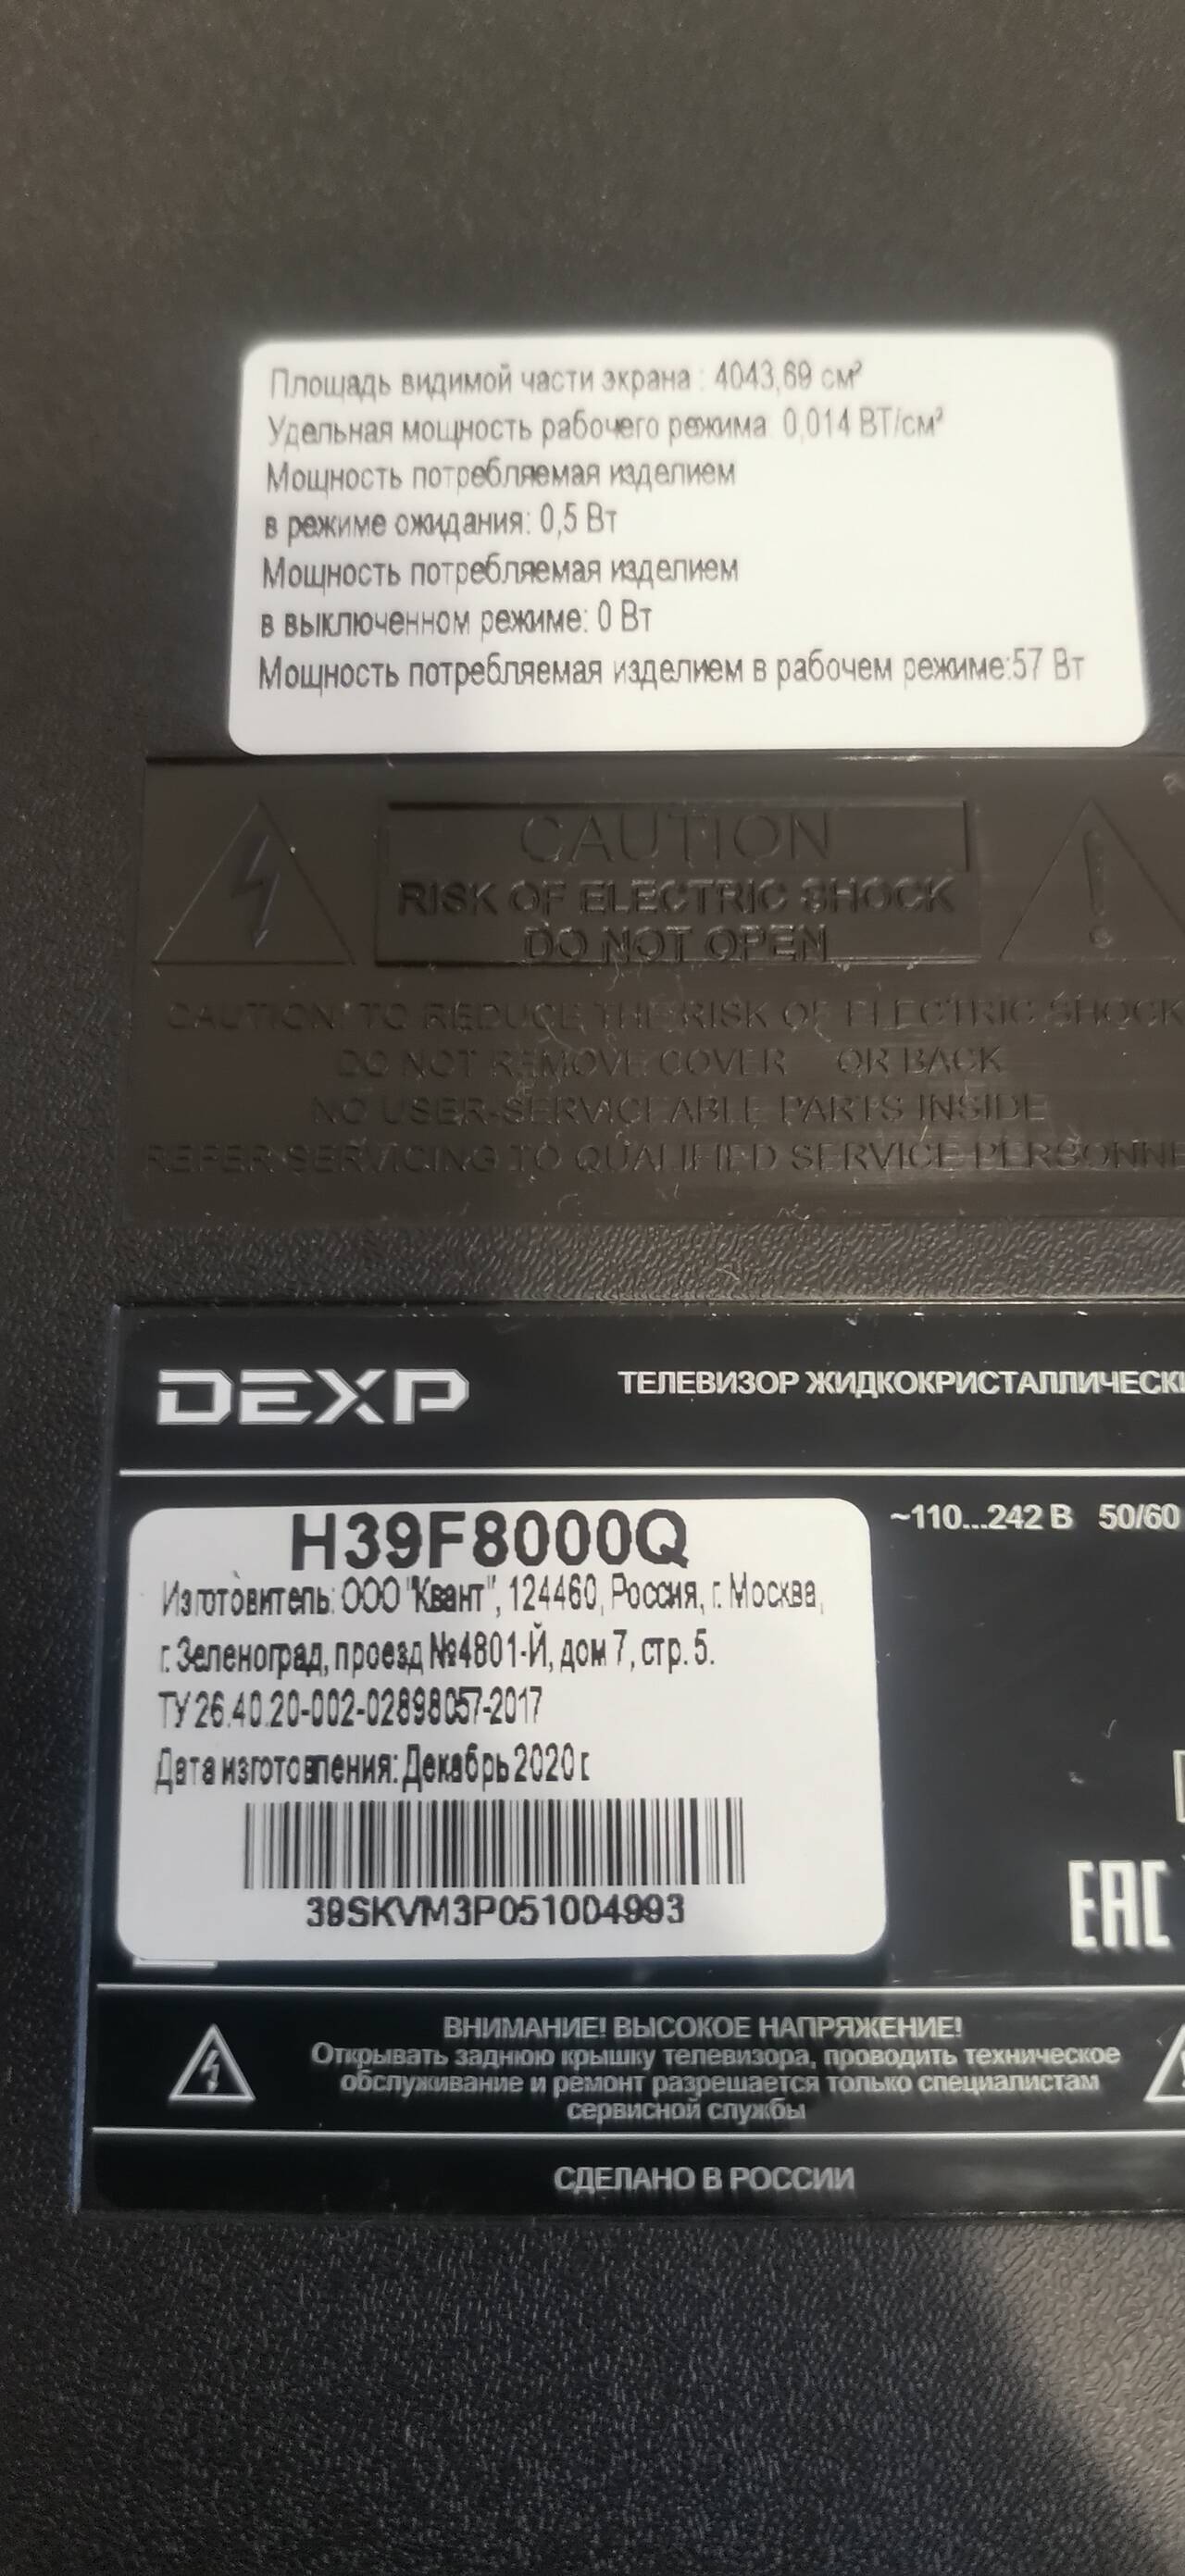 Площадь видимой части экрана : 4043,69 см²
Удельная мощность рабочего режима: 0,014 ВТ/см²
Мощность потребляемая изделием
в режиме ожидания: 0,5 Вт
Мощность потребляемая изделием
в выключенном режиме: 0 Вт
Мощность потребляемая изделием в рабочем режиме:57 Вт
CAUTION
RISK OF ELECTRIC SHOCK
DO NOT OPEN
CAUTION: TO REDUCE THE RISK OF ELECTRIC SHOCK
DO NOT REMOVE COVER OR BACK
NO USER-SERVICEABLE PARTS INSIDE
REFER SERVICING TO QUALIFIED SERVICE PERSONNE
DEXP
ТЕЛЕВИЗОР ЖИДКОКРИСТАЛЛИЧЕСКИ
H39F8000Q
~110...242 В 50/60
Изготовитель: ООО "Квант", 124460, Россия, г. Москва,
г. Зеленоград, проезд №4801-Й, дом 7, стр. 5.
ТУ 26.40.20-002-02898057-2017
Дата изготовления: Декабрь 2020 г.
39SKVM3P051004993
EAC
ВНИМАНИЕ! ВЫСОКОЕ НАПРЯЖЕНИЕ!
Открывать заднюю крышку телевизора, проводить техническое
обслуживание и ремонт разрешается только специалистам
сервисной службы
СДЕЛАНО В РОССИИ